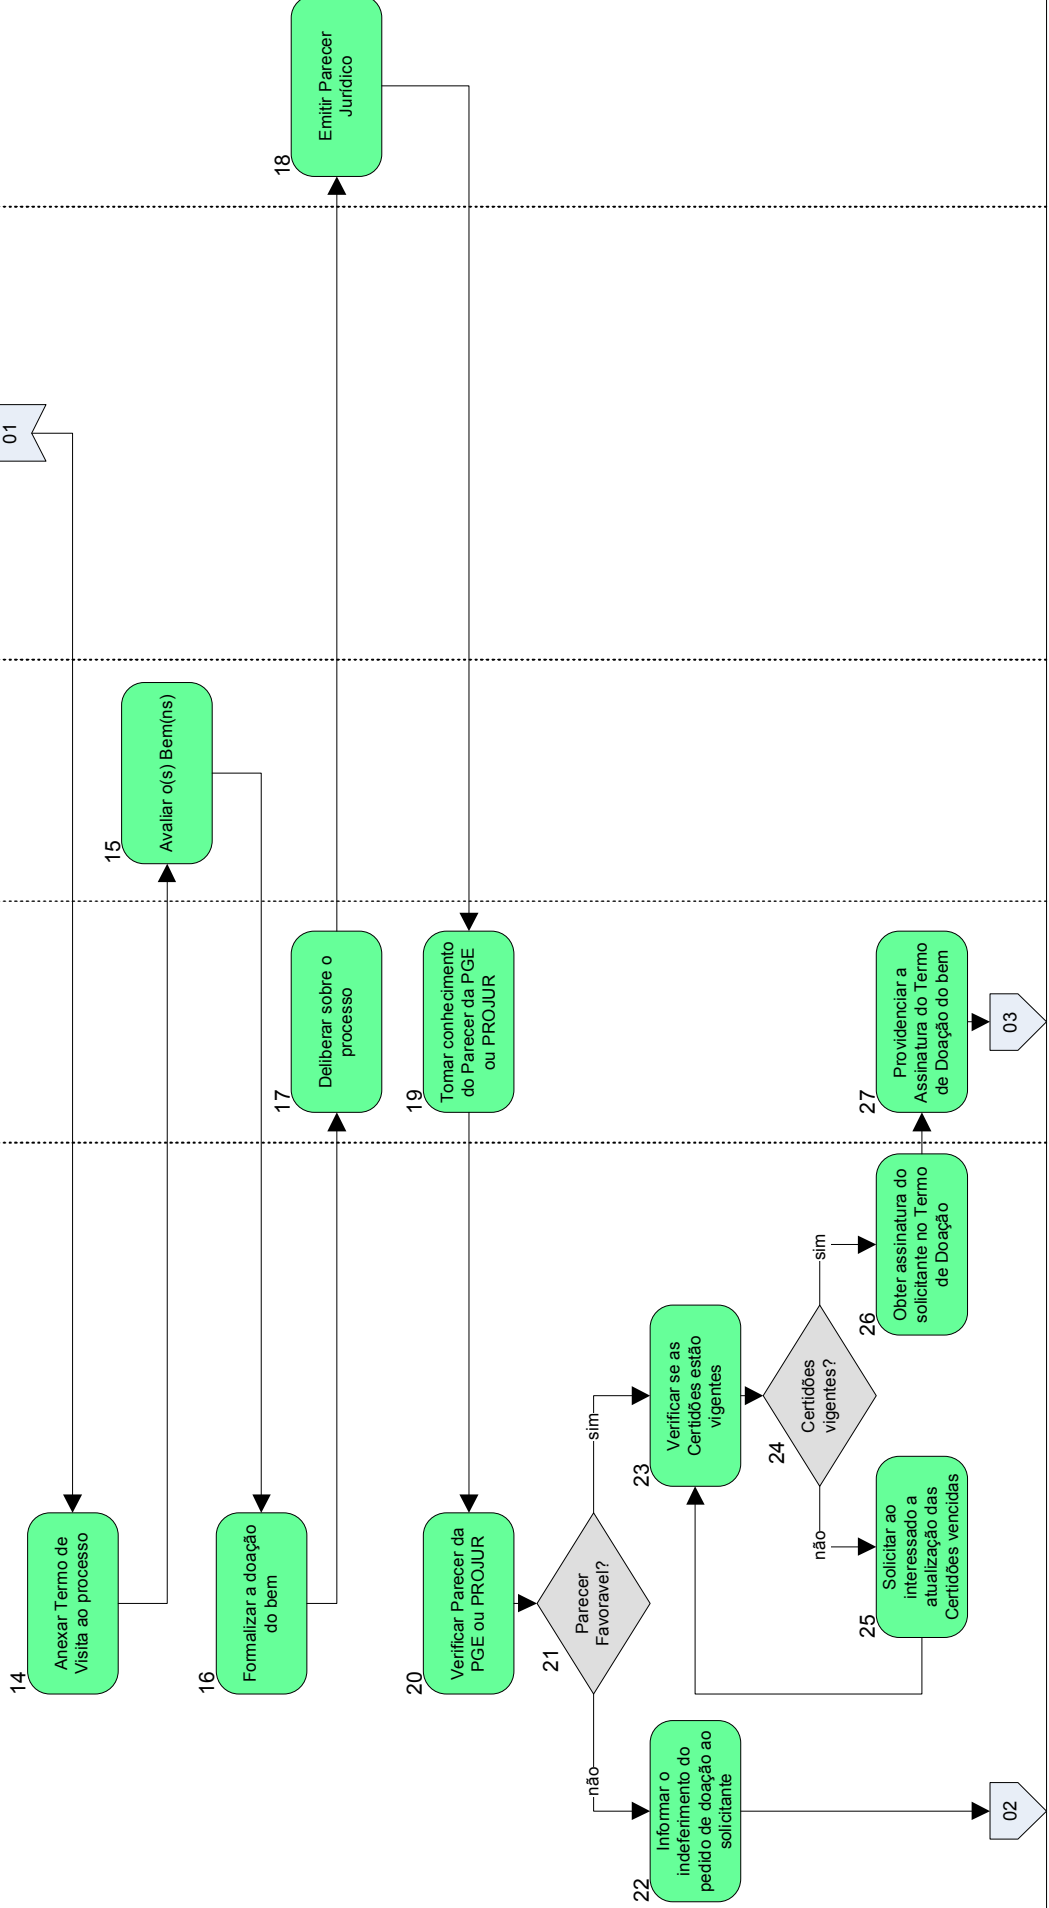 01
14
Anexar Termo de
Visita ao processo
15
Avaliar o(s) Bem(ns)
16
Formalizar a doação
do bem
17
Deliberar sobre o
processo
18
Emitir Parecer
Jurídico
19
Tomar conhecimento
do Parecer da PGE
ou PROJUR
20
Verificar Parecer da
PGE ou PROJUR
21
Parecer
Favoravel?
não
sim
22
Informar o
indeferimento do
pedido de doação ao
solicitante
02
23
Verificar se as
Certidões estão
vigentes
24
Certidões
vigentes?
não
sim
25
Solicitar ao
interessado a
atualização das
Certidões vencidas
26
Obter assinatura do
solicitante no Termo
de Doação
27
Providenciar a
Assinatura do Termo
de Doação do bem
03